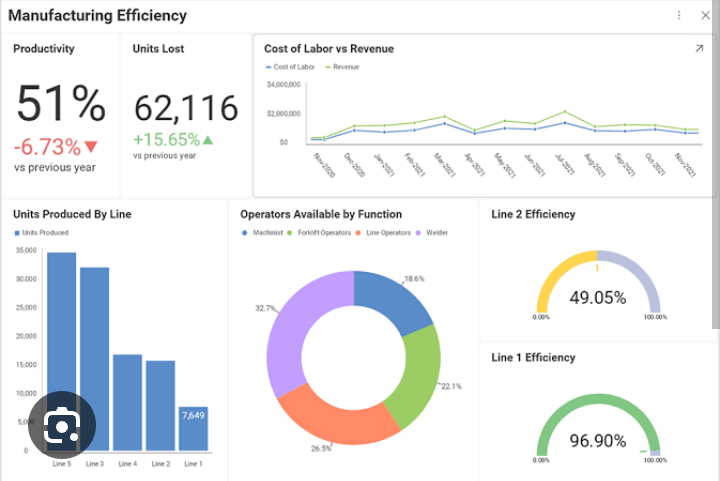 Manufacturing Efficiency
Productivity
51%
-6.73%▼
vs previous year
Units Lost
62,116
+15.65%▲
vs previous year
Cost of Labor vs Revenue
Cost of Labor Revenue
$4,000,000
$2,000,000
$0
Nov-2020 Dec-2020 Jan-2021 Feb-2021 Mar-2021 Apr-2021 May-2021 Jun-2021 Jul-2021 Aug-2021 Sep-2021 Oct-2021 Nov-2021
Units Produced By Line
Units Produced
35,000
30,000
25,000
20,000
15,000
10,000
5,000
0
7,649
Line 5 Line 3 Line 4 Line 2 Line 1
Operators Available by Function
Machinist Forklift Operators Line Operators Welder
18.6%
32.7%
22.1%
26.5%
Line 2 Efficiency
49.05%
0.00% 100.00%
Line 1 Efficiency
96.90%
0.00% 100.00%